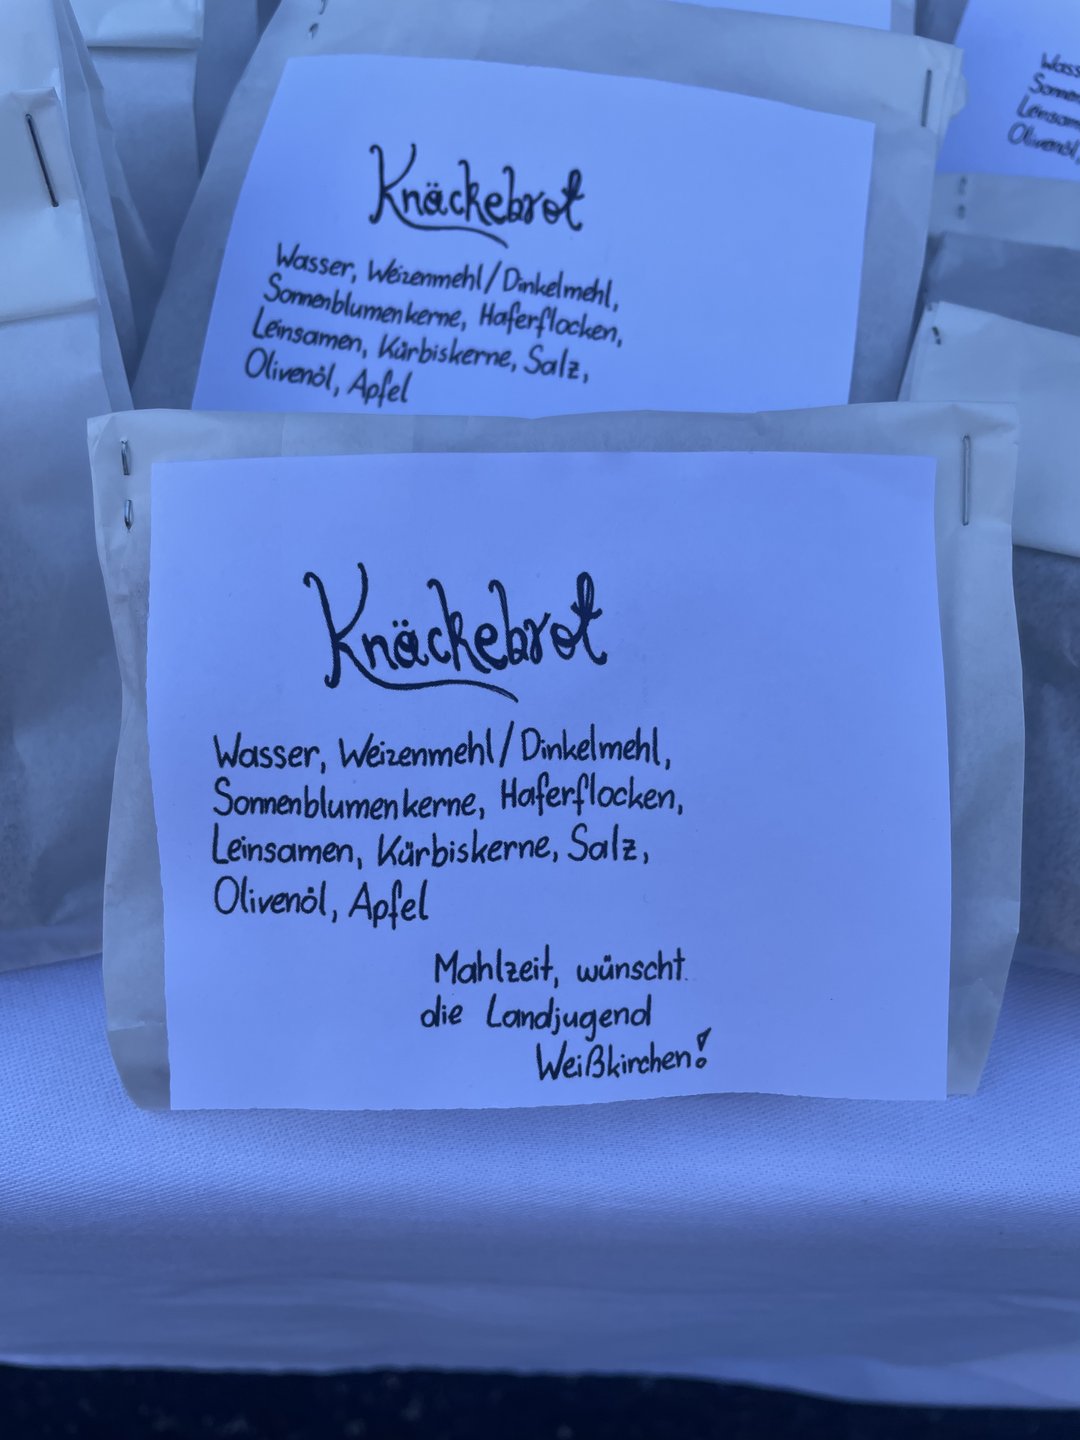 Knäckebrot
Wasser, Weizenmehl/Dinkelmehl,
Sonnenblumenkerne, Haferflocken,
Leinsamen, Kürbiskerne, Salz,
Olivenöl, Apfel
Knäckebrot
Wasser, Weizenmehl/Dinkelmehl,
Sonnenblumenkerne, Haferflocken,
Leinsamen, Kürbiskerne, Salz,
Olivenöl, Apfel
Mahlzeit, wünscht
die Landjugend
Weißkirchen!
Olivenöl,